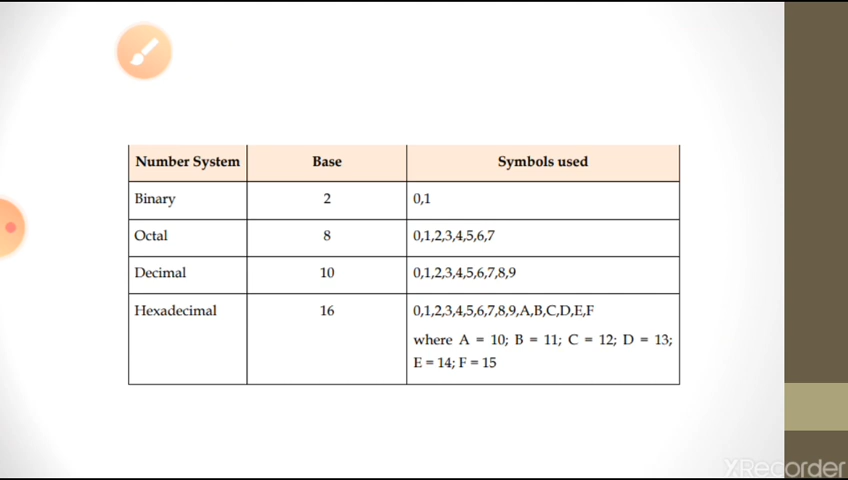 Number System Base Symbols used
Binary 2 0,1
Octal 8 0,1,2,3,4,5,6,7
Decimal 10 0,1,2,3,4,5,6,7,8,9
Hexadecimal 16 0,1,2,3,4,5,6,7,8,9,A,B,C,D,E,F
where A = 10; B = 11; C = 12; D = 13;
E = 14; F = 15
XRecorder